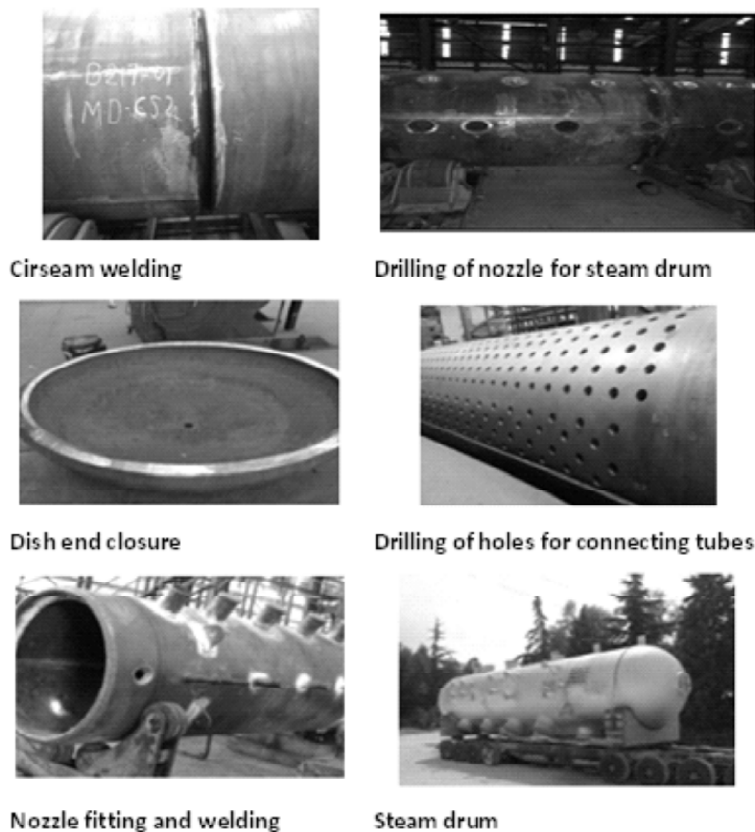 B217-01
MD-CS2
Cirseam welding
Drilling of nozzle for steam drum
Dish end closure
Drilling of holes for connecting tubes
Nozzle fitting and welding
Steam drum